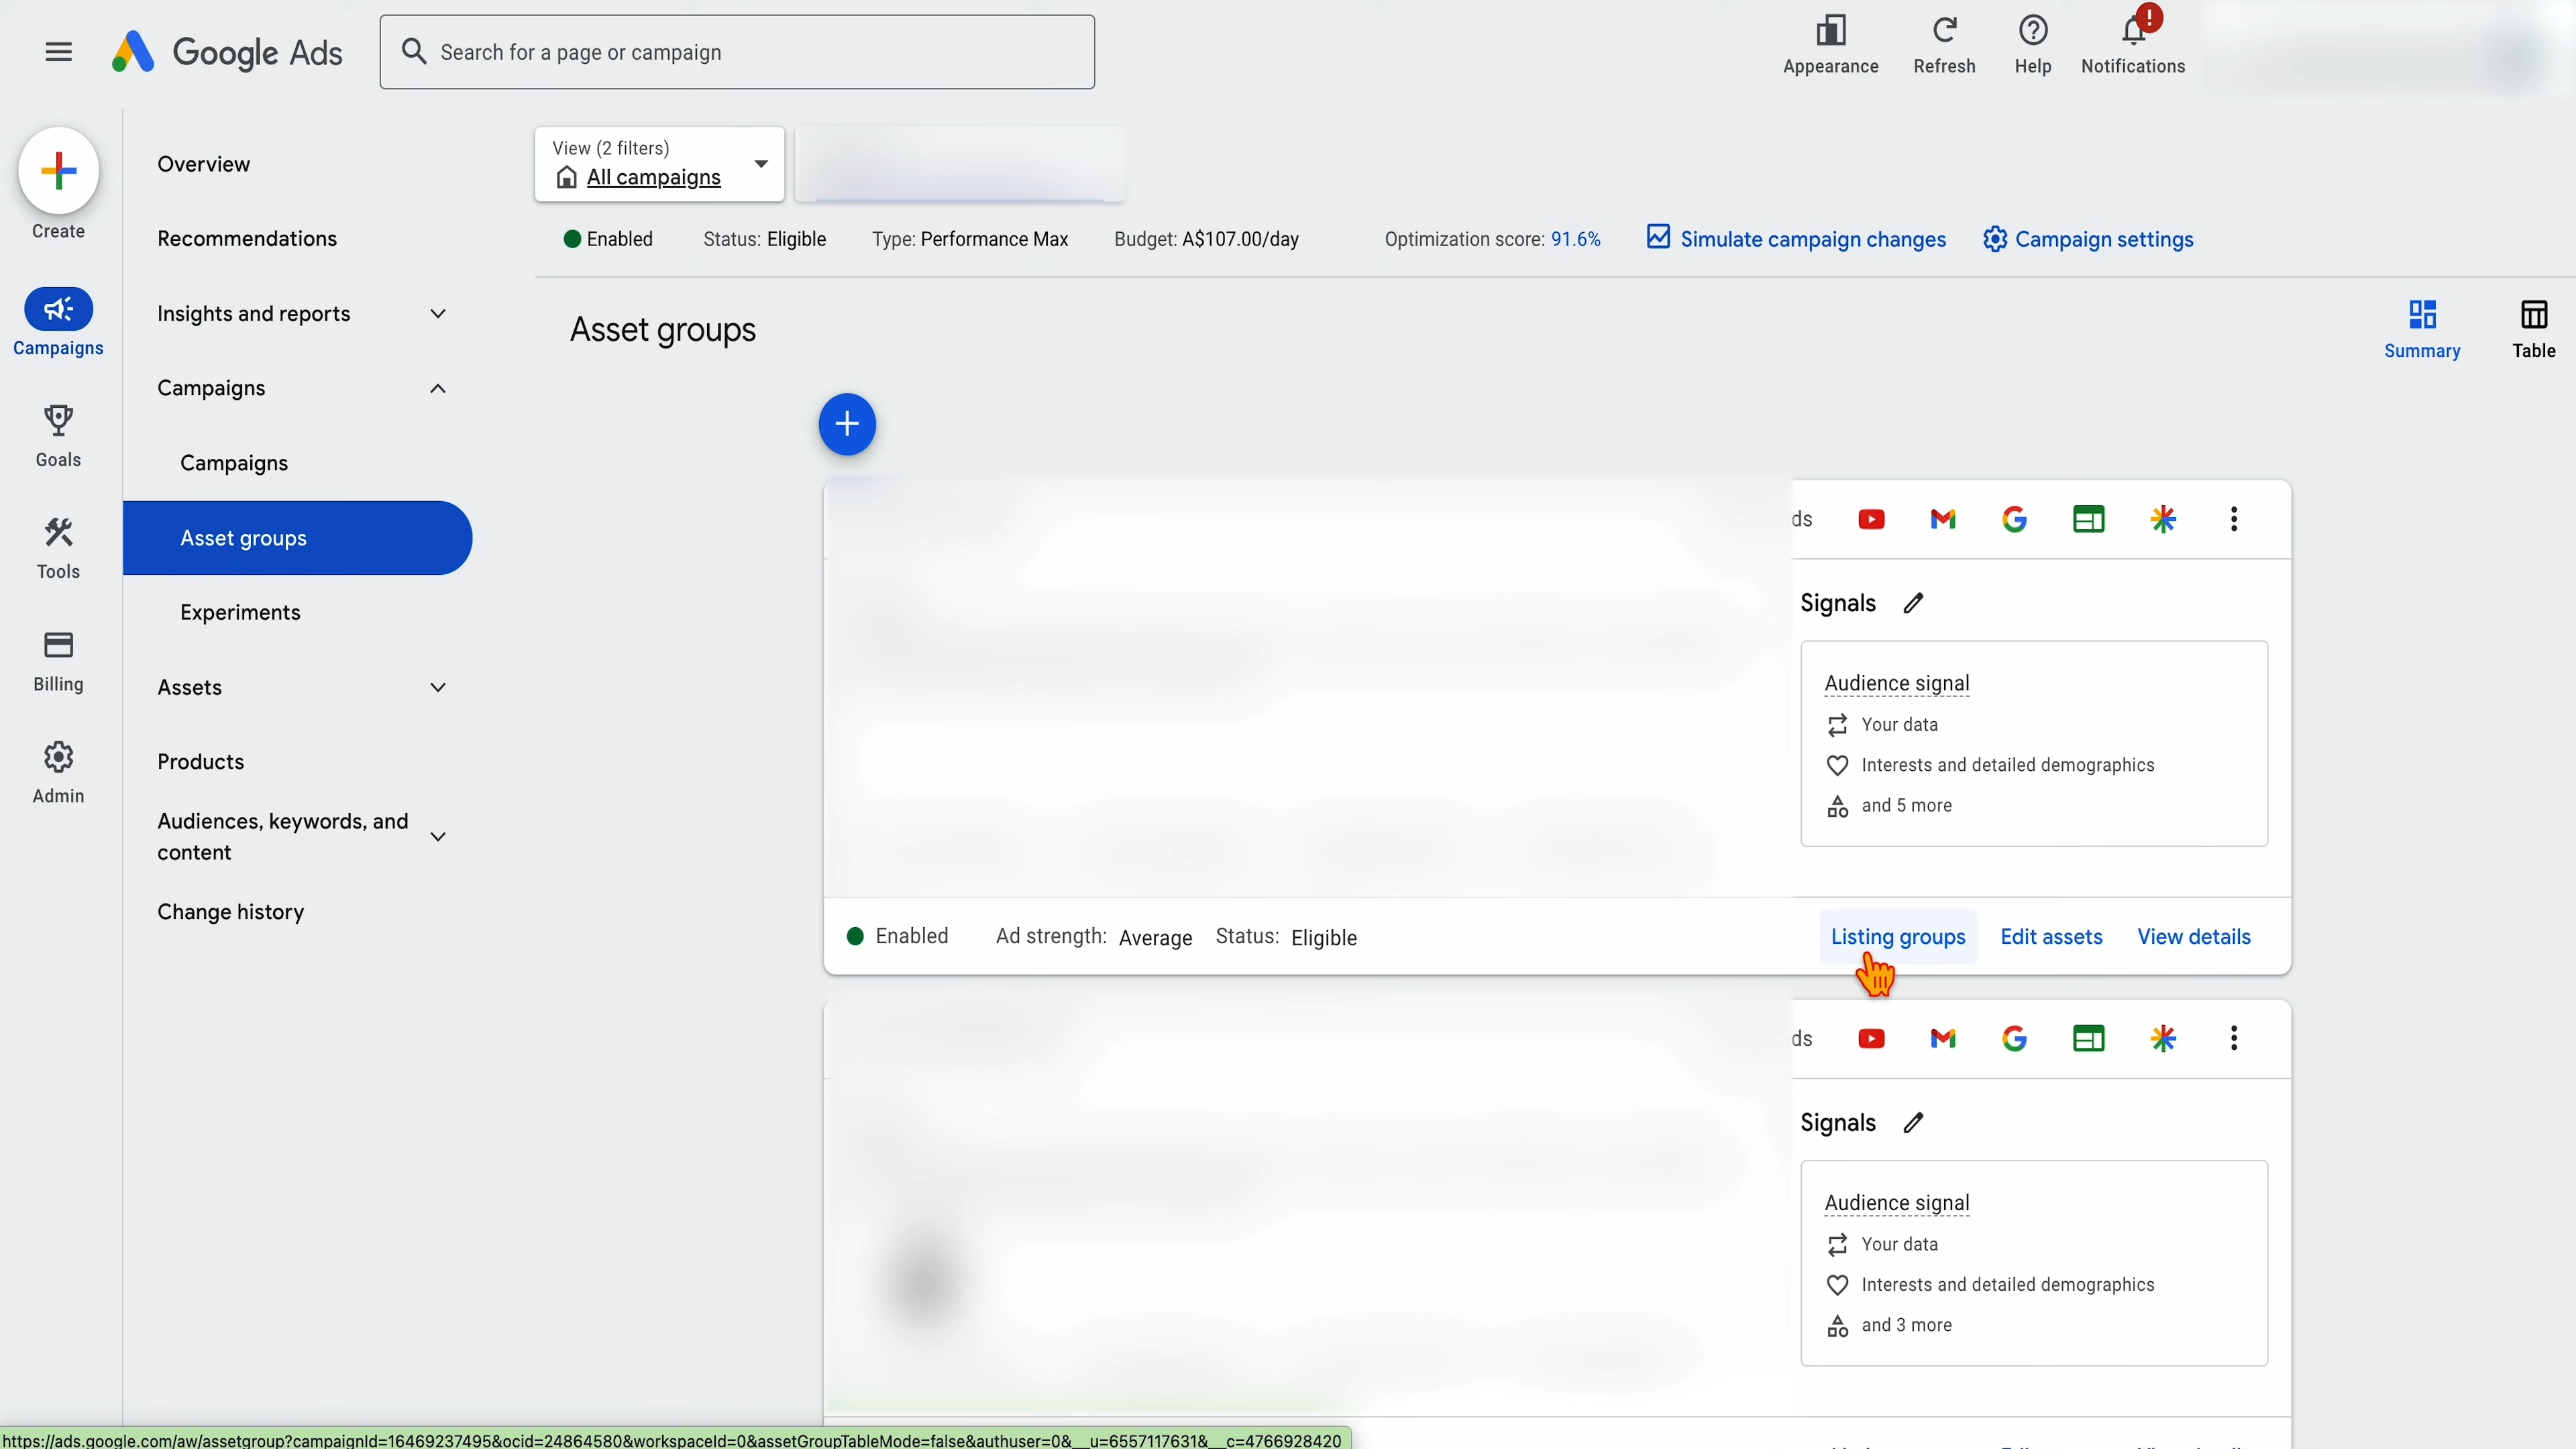 Google Ads
Search for a page or campaign
Appearance
Refresh
Help
!
Notifications
Create
Campaigns
Goals
Tools
Billing
Admin
Overview
Recommendations
Insights and reports
Campaigns
Campaigns
Asset groups
Experiments
Assets
Products
Audiences, keywords, and
content
Change history
View (2 filters)
All campaigns
Enabled Status: Eligible Type: Performance Max Budget: A$107.00/day Optimization score: 91.6% Simulate campaign changes Campaign settings
Asset groups
Summary
Table
ds
Signals
Audience signal
Your data
Interests and detailed demographics
and 5 more
Enabled Ad strength: Average Status: Eligible Listing groups Edit assets View details
ds
Signals
Audience signal
Your data
Interests and detailed demographics
and 3 more
https://ads.google.com/aw/assetgroup?campaignId=16469237495&ocid=24864580&workspaceId=0&assetGroupTableMode=false&authuser=0&__u=6557117631&__c=4766928420